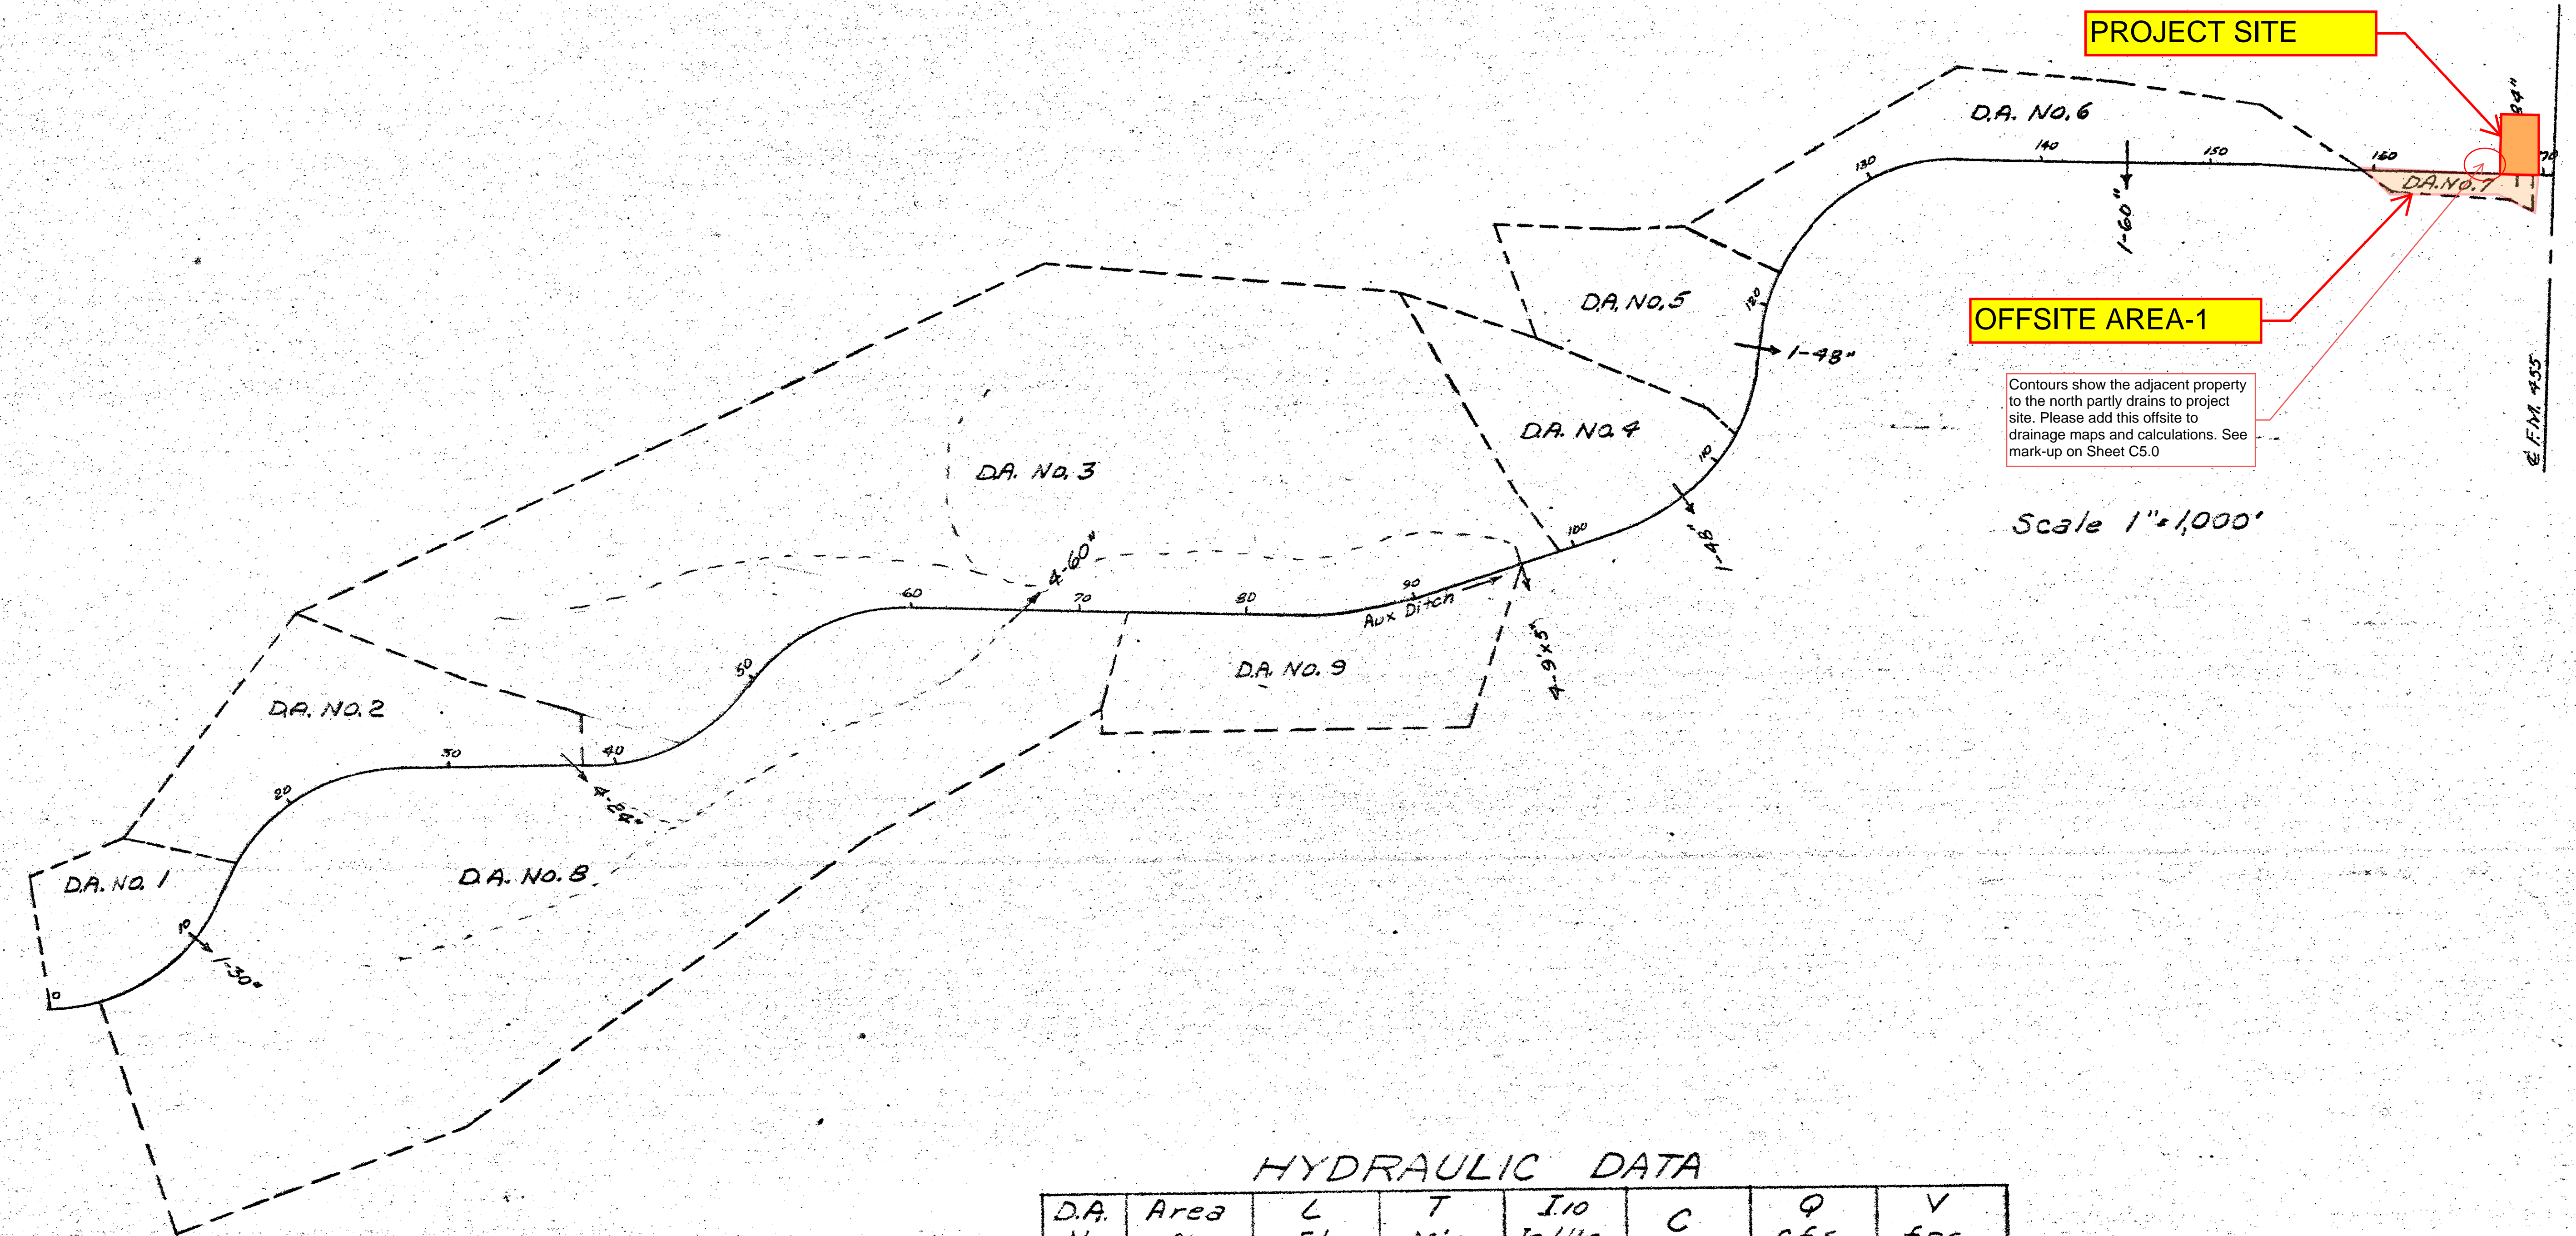 PROJECT SITE
84"
D.A. NO. 6
130
140
150
160
70
D.A. NO. 7
1-60"
D.A. NO. 5
120
1-48"
OFFSITE AREA-1
Contours show the adjacent property
to the north partly drains to project
site. Please add this offsite to
drainage maps and calculations. See
mark-up on Sheet C5.0
℄ F.M. 455
Scale 1"=1,000'
D.A. NO. 4
110
1-48"
100
D.A. NO. 3
4-60"
60
70
80
90
Aux Ditch
4-9'x5'
D.A. NO. 9
50
D.A. NO. 2
20
30
40
D.A. NO. 1
D.A. NO. 8
10
1-30"
0
HYDRAULIC DATA
D.A. Area L T I10 C Q V